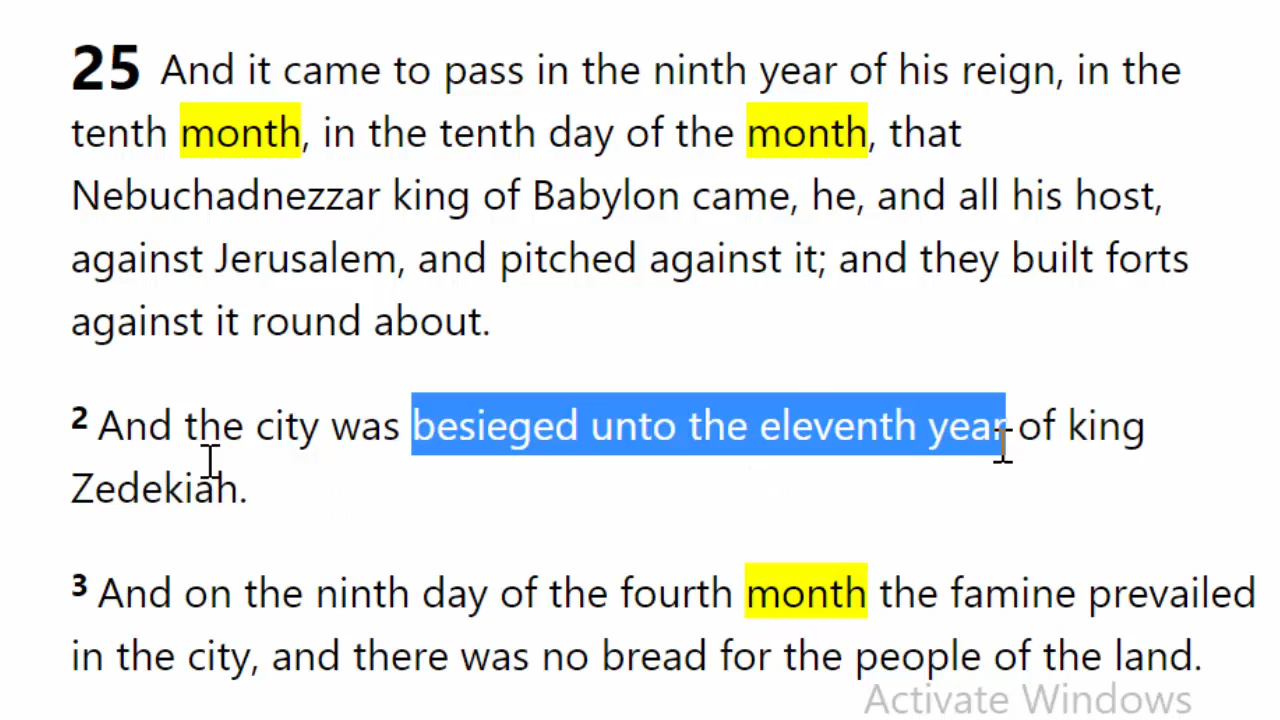 25 And it came to pass in the ninth year of his reign, in the
tenth month, in the tenth day of the month, that
Nebuchadnezzar king of Babylon came, he, and all his host,
against Jerusalem, and pitched against it; and they built forts
against it round about.
2 And the city was besieged unto the eleventh year of king
Zedekiah.
3 And on the ninth day of the fourth month the famine prevailed
in the city, and there was no bread for the people of the land.
Activate Windows